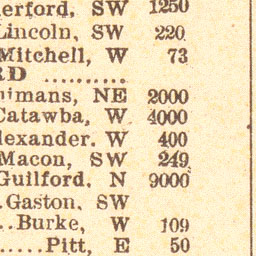 erford, SW 1250
Lincoln, SW 220
Mitchell, W 73
RD ..........
imans, NE 2000
Catawba, W 4000
lexander. W 400
Macon, SW 249
Guilford. N 9000
.Gaston. SW
..Burke, W 109
.....Pitt, E 50